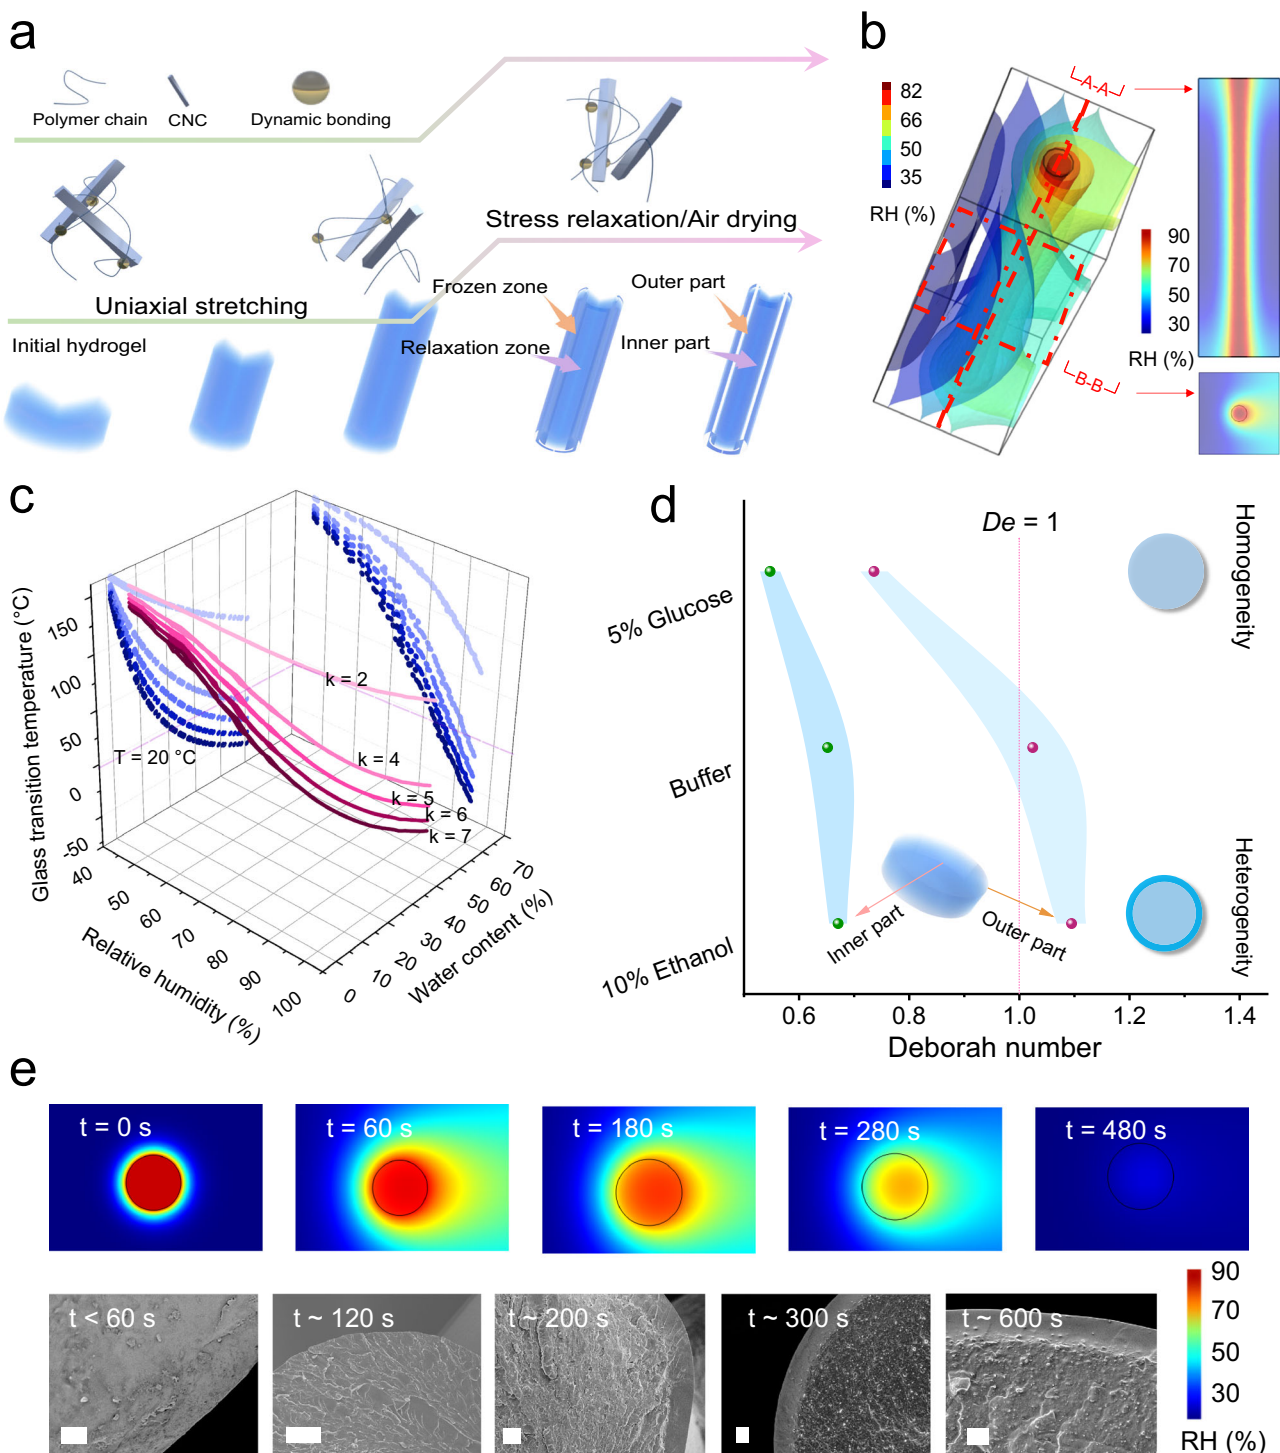 a
Polymer chain
CNC
Dynamic bonding
Stress relaxation/Air drying
Uniaxial stretching
Frozen zone
Outer part
Initial hydrogel
Relaxation zone
Inner part
b
A-A
82
66
50
35
RH (%)
90
70
50
30
RH (%)
B-B
c
Glass transition temperature (°C)
150
100
50
0
-50
k = 2
T = 20 °C
k = 4
k = 5
k = 6
k = 7
40
50
60
70
80
90
100
Relative humidity (%)
0
10
20
30
40
50
60
70
Water content (%)
d
De = 1
Homogeneity
5% Glucose
Buffer
10% Ethanol
Inner part
Outer part
Heterogeneity
0.6
0.8
1.0
1.2
1.4
Deborah number
e
t = 0 s
t = 60 s
t = 180 s
t = 280 s
t = 480 s
t < 60 s
t ~ 120 s
t ~ 200 s
t ~ 300 s
t ~ 600 s
90
70
50
30
RH (%)